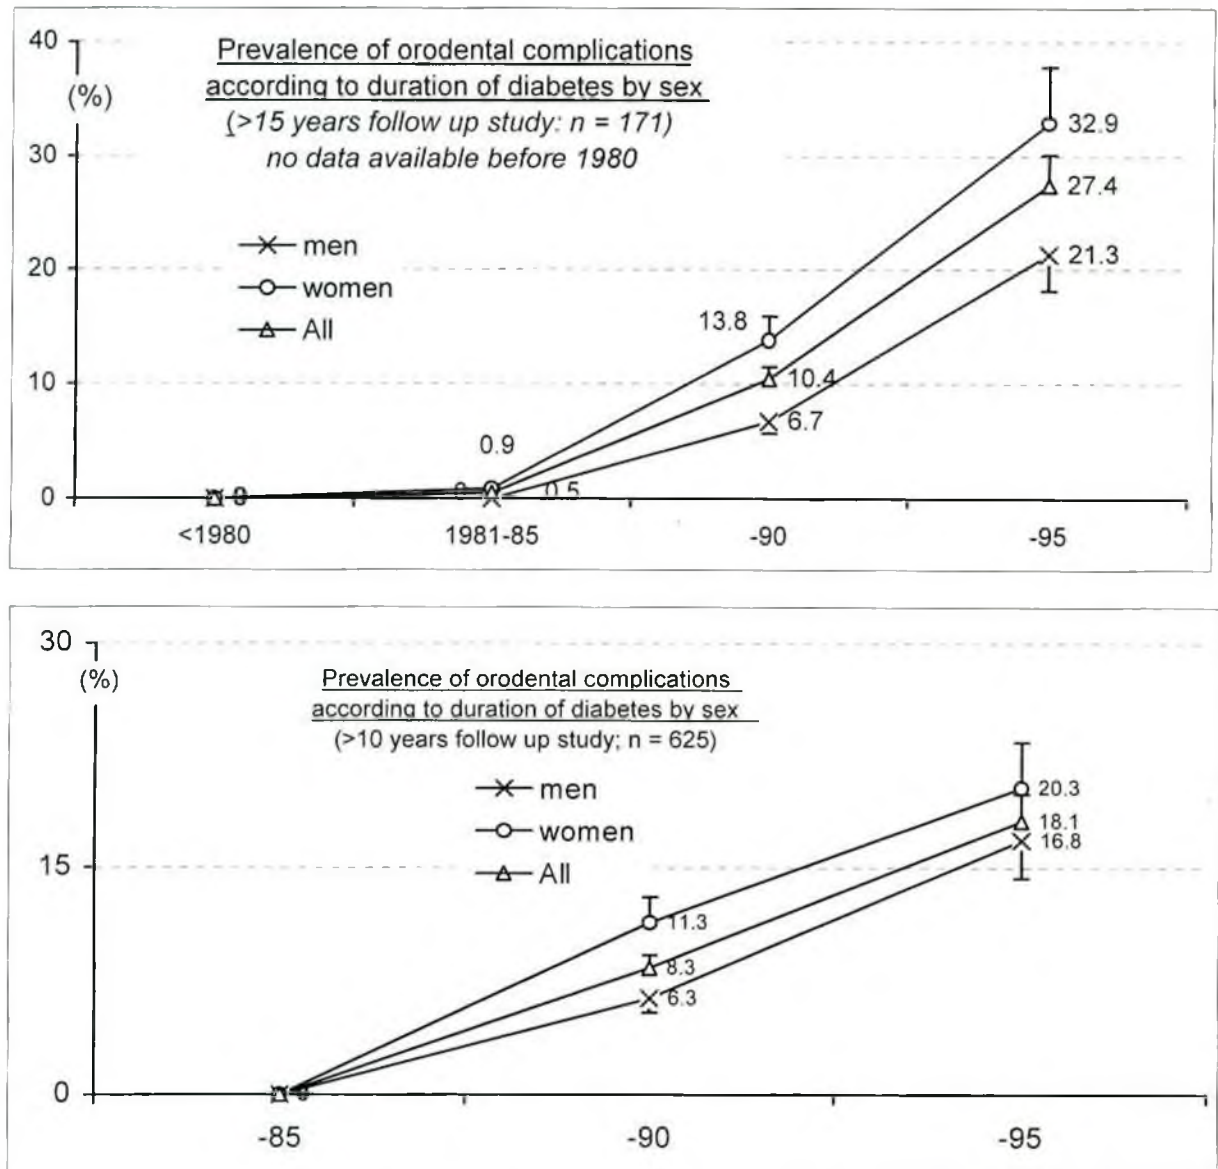 40
(%)
30
20
10
0
Prevalence of orodental complications
according to duration of diabetes by sex
(>15 years follow up study: n = 171)
no data available before 1980
men
women
All
32.9
27.4
21.3
13.8
10.4
6.7
0.9
0
0.5
0
<1980 1981-85 -90 -95
30
(%)
15
0
Prevalence of orodental complications
according to duration of diabetes by sex
(>10 years follow up study; n = 625)
men
women
All
20.3
18.1
16.8
11.3
8.3
6.3
0
-85 -90 -95